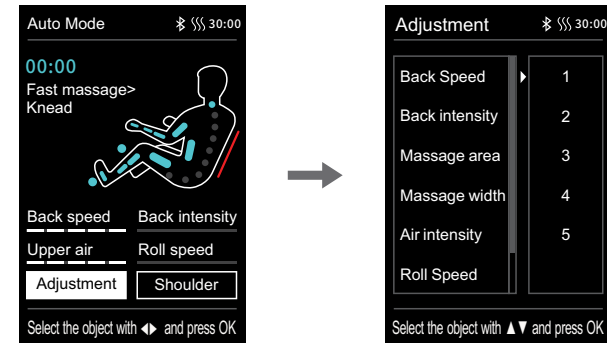 Auto Mode 30:00
00:00
Fast massage>
Knead
Back speed Back intensity
Upper air Roll speed
Adjustment Shoulder
Select the object with ◀▶ and press OK
Adjustment 30:00
Back Speed 1
Back intensity 2
Massage area 3
Massage width 4
Air intensity 5
Roll Speed
Select the object with ▲▼ and press OK